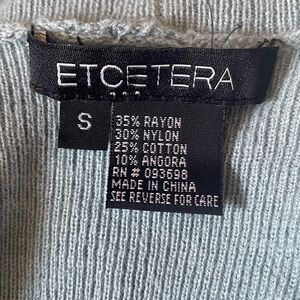 ETCETERA
S
35% RAYON
30% NYLON
25% COTTON
10% ANGORA
RN # 093698
MADE IN CHINA
SEE REVERSE FOR CARE